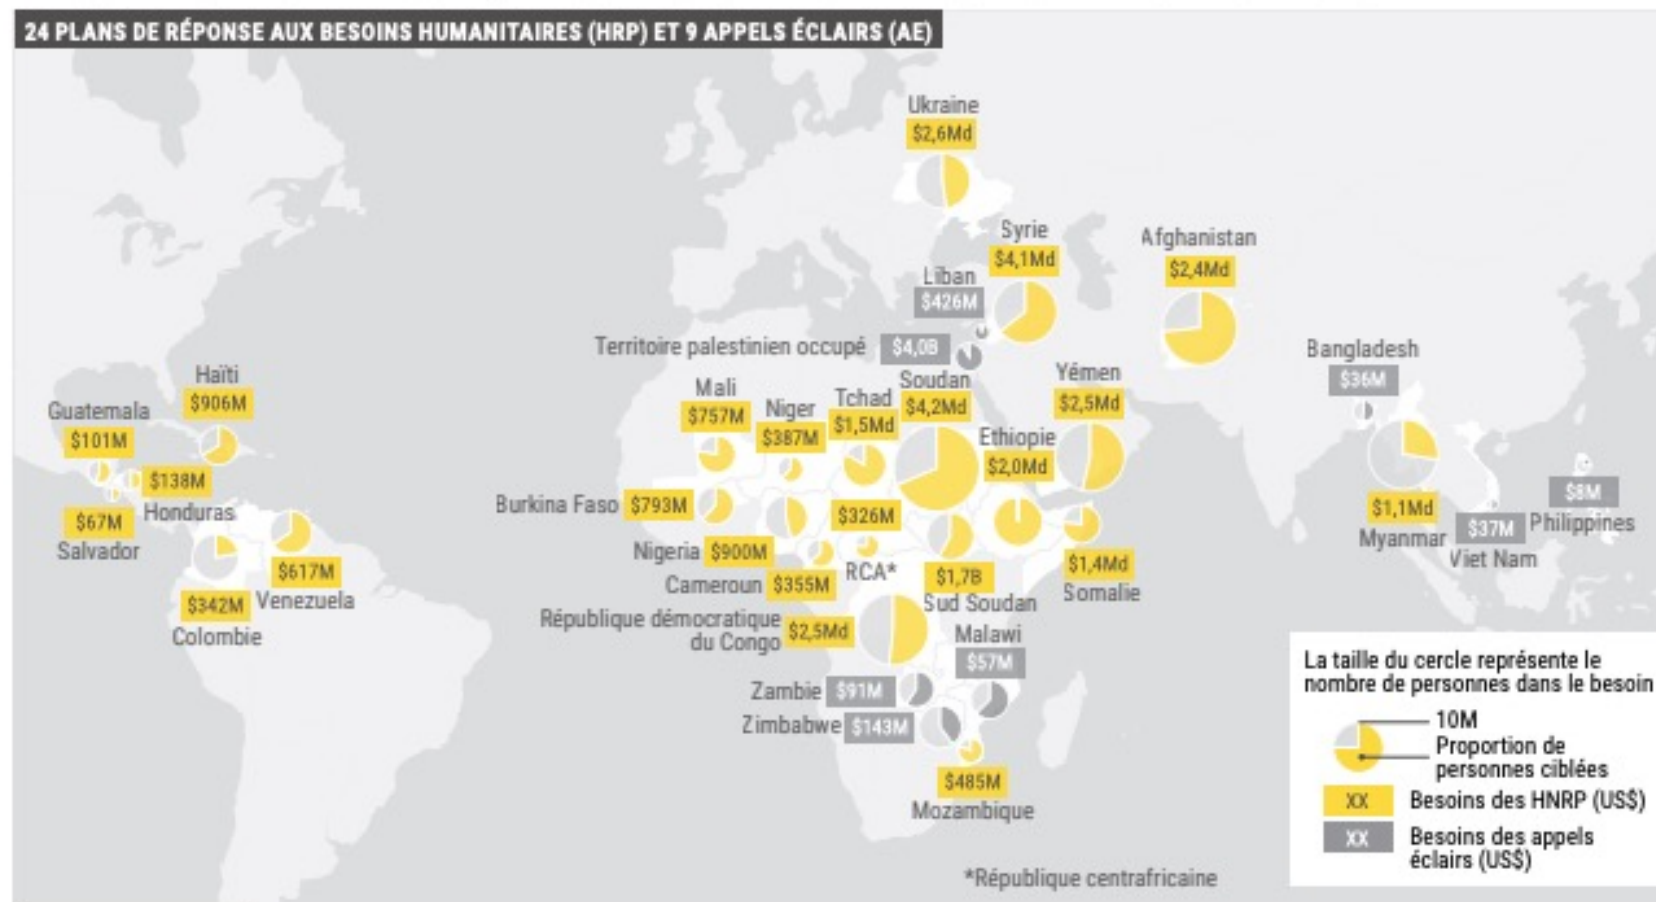 24 PLANS DE RÉPONSE AUX BESOINS HUMANITAIRES (HRP) ET 9 APPELS ÉCLAIRS (AE)
Ukraine
$2,6Md
Syrie
$4,1Md
Afghanistan
$2,4Md
Liban
$426M
Territoire palestinien occupé
$4,0B
Bangladesh
$36M
Haïti
$906M
Guatemala
$101M
$138M
Honduras
$67M
Salvador
Mali
$757M
Niger
$387M
Tchad
$1,5Md
Soudan
$4,2Md
Yémen
$2,5Md
Ethiopie
$2,0Md
Burkina Faso
$793M
$326M
RCA*
Nigeria
$900M
Cameroun
$355M
$1,7B
Sud Soudan
$1,4Md
Somalie
$617M
Venezuela
$342M
Colombie
République démocratique
du Congo
$2,5Md
Malawi
$57M
Zambie
$91M
Zimbabwe
$143M
$485M
Mozambique
$1,1Md
Myanmar
$37M
Viet Nam
$8M
Philippines
La taille du cercle représente le
nombre de personnes dans le besoin
10M
Proportion de
personnes ciblées
XX
Besoins des HNRP (US$)
XX
Besoins des appels
éclairs (US$)
*République centrafricaine